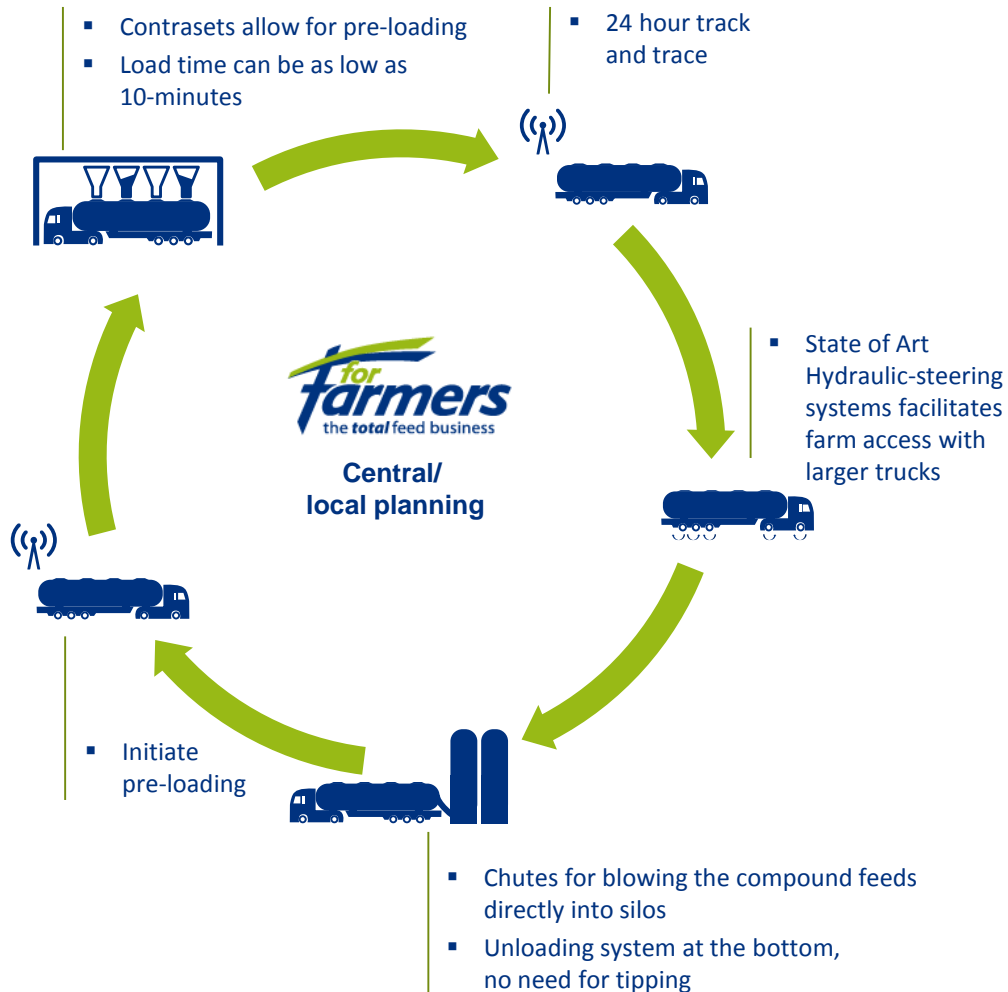 ▪ Contrasets allow for pre-loading
▪ Load time can be as low as
10-minutes
▪ 24 hour track
and trace
▪ State of Art
Hydraulic-steering
systems facilitates
farm access with
larger trucks
for
farmers
the total feed business
Central/
local planning
▪ Initiate
pre-loading
▪ Chutes for blowing the compound feeds
directly into silos
▪ Unloading system at the bottom,
no need for tipping